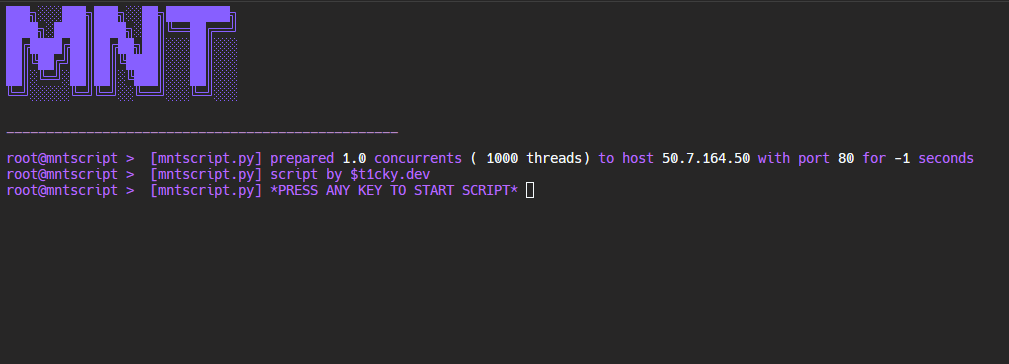 MNT
_________________________________________________
root@mntscript >  [mntscript.py] prepared 1.0 concurrents ( 1000 threads) to host 50.7.164.50 with port 80 for -1 seconds
root@mntscript >  [mntscript.py] script by $t1cky.dev
root@mntscript >  [mntscript.py] *PRESS ANY KEY TO START SCRIPT*